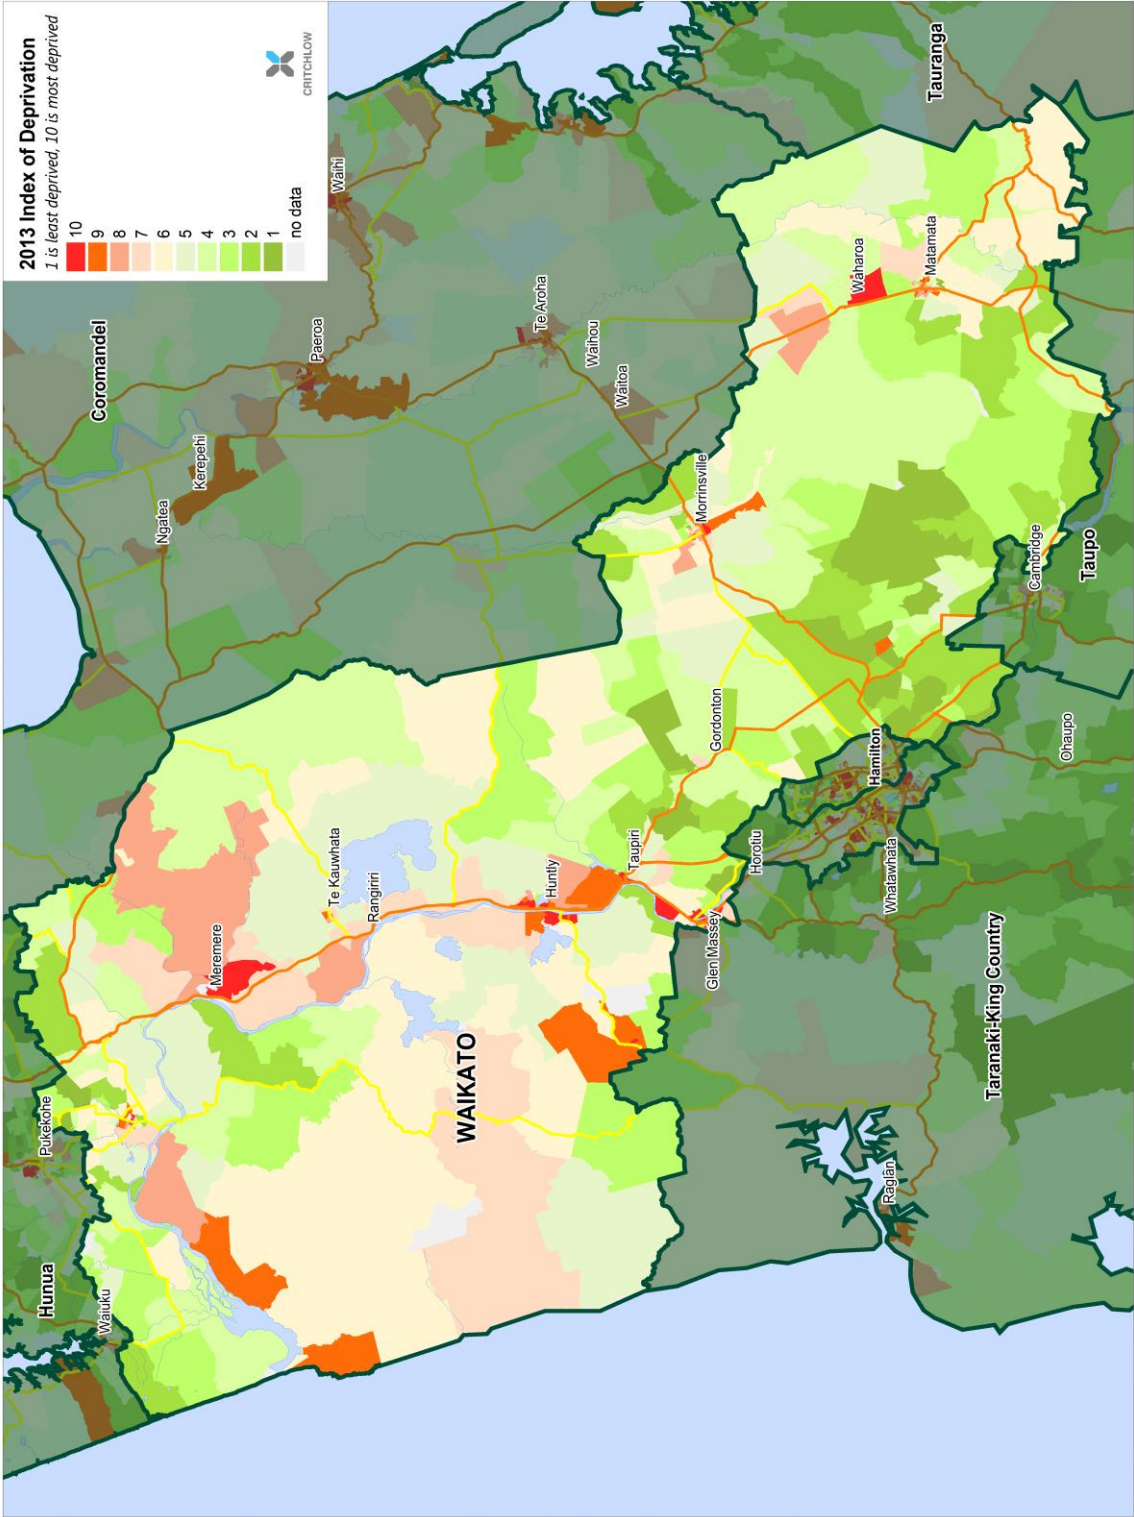 2013 Index of Deprivation
1 is least deprived, 10 is most deprived
10
9
8
7
6
5
4
3
2
1
no data
CRITCHLOW
Hunua
Waiuku
Pukekohe
Meremere
Te Kauwhata
Rangiriri
WAIKATO
Huntly
Taupiri
Glen Massey
Horotiu
Gordonton
Hamilton
Whatawhata
Raglan
Taranaki-King Country
Ohaupo
Cambridge
Taupo
Morrinsville
Waharoa
Matamata
Tauranga
Coromandel
Ngatea
Kerepehi
Paeroa
Waihi
Te Aroha
Waihou
Waitoa